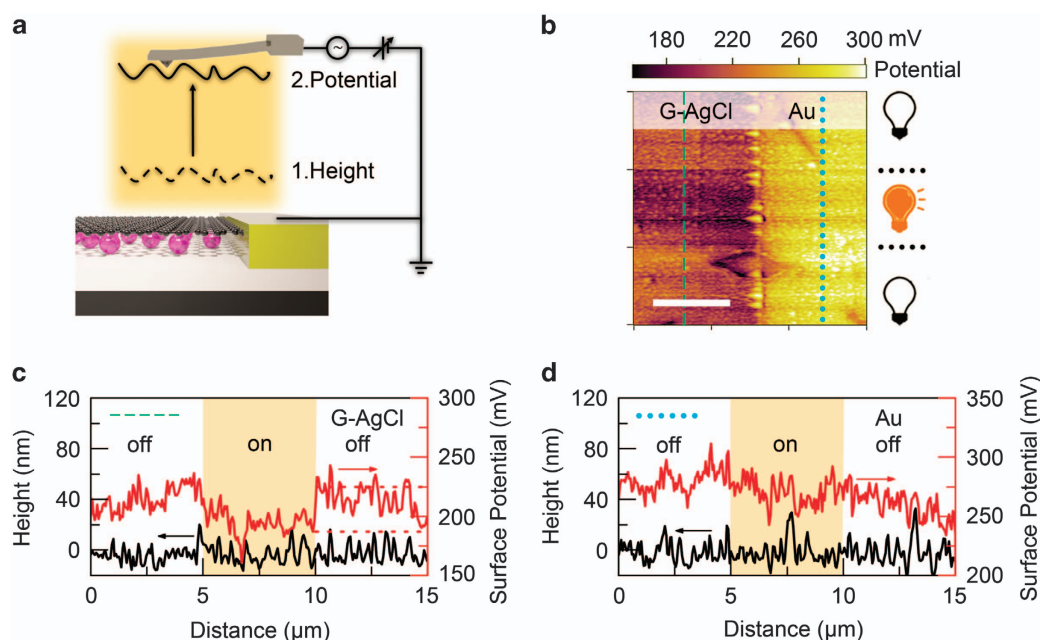 a
~
2.Potential
1.Height
b
180 220 260 300 mV
Potential
G-AgCl Au
c
120
80
40
0
Height (nm)
off on off
G-AgCl
300
250
200
150
Surface Potential (mV)
0 5 10 15
Distance (µm)
d
120
80
40
0
Height (nm)
off on off
Au
350
300
250
200
Surface Potential (mV)
0 5 10 15
Distance (µm)